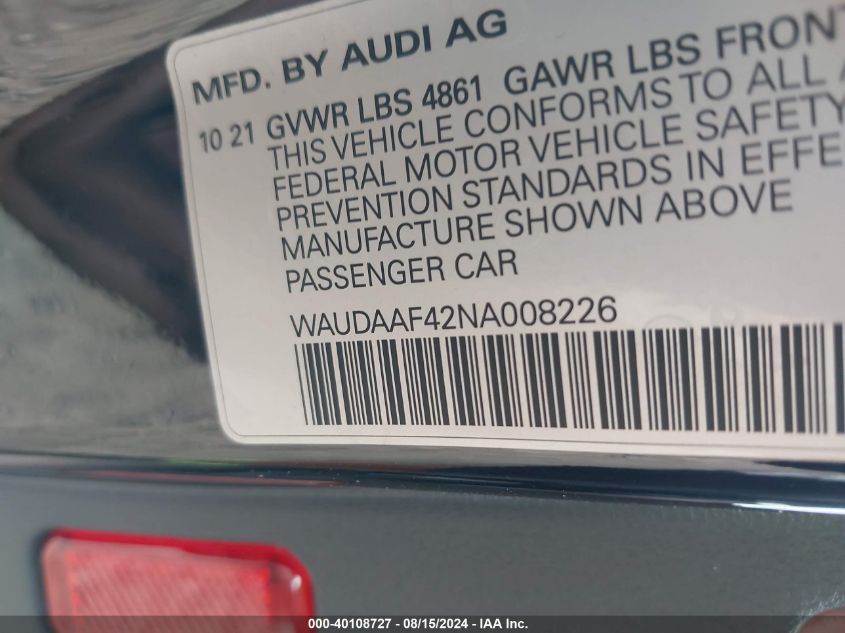 MFD. BY AUDI AG
10 21 GVWR LBS 4861 GAWR LBS FRONT
THIS VEHICLE CONFORMS TO ALL A
FEDERAL MOTOR VEHICLE SAFETY
PREVENTION STANDARDS IN EFFE
MANUFACTURE SHOWN ABOVE
PASSENGER CAR
WAUDAAF42NA008226
000-40108727 - 08/15/2024 - IAA Inc.